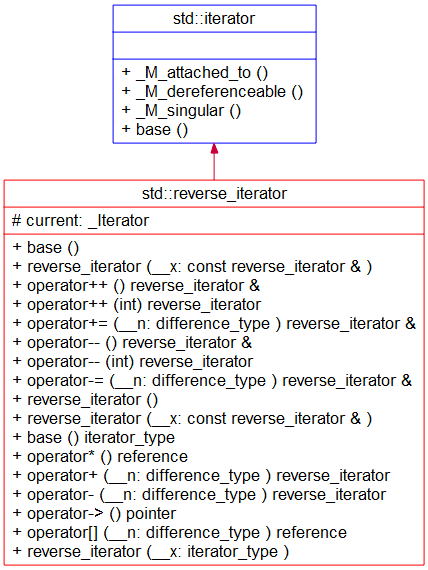 std::iterator
+ _M_attached_to ()
+ _M_dereferenceable ()
+ _M_singular ()
+ base ()
std::reverse_iterator
# current: _Iterator
+ base ()
+ reverse_iterator (__x: const reverse_iterator & )
+ operator++ () reverse_iterator &
+ operator++ (int) reverse_iterator
+ operator+= (__n: difference_type ) reverse_iterator &
+ operator-- () reverse_iterator &
+ operator-- (int) reverse_iterator
+ operator-= (__n: difference_type ) reverse_iterator &
+ reverse_iterator ()
+ reverse_iterator (__x: const reverse_iterator & )
+ base () iterator_type
+ operator* () reference
+ operator+ (__n: difference_type ) reverse_iterator
+ operator- (__n: difference_type ) reverse_iterator
+ operator-> () pointer
+ operator[] (__n: difference_type ) reference
+ reverse_iterator (__x: iterator_type )